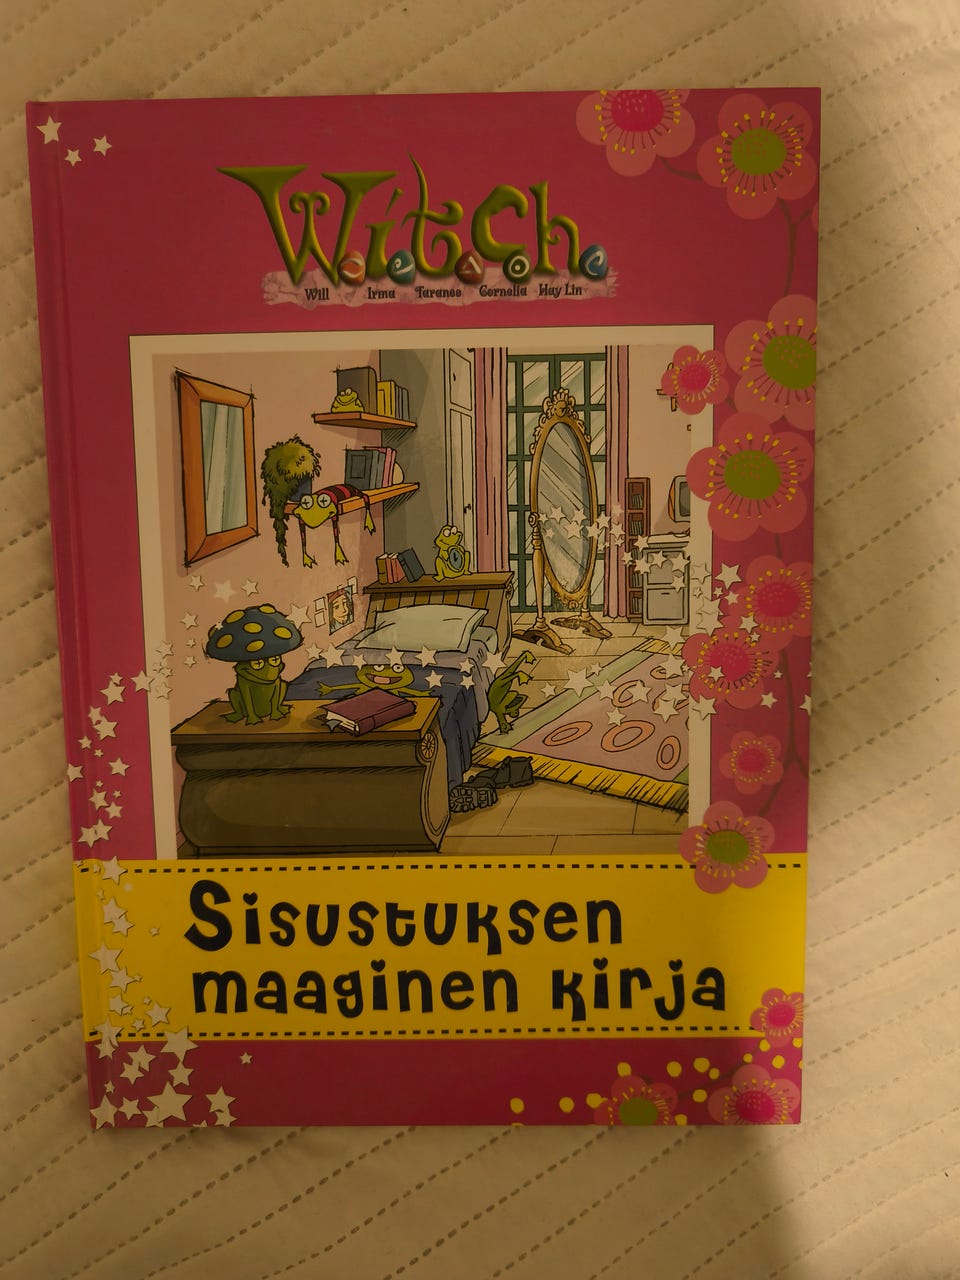 W.i.t.c.h.
Will Irma Taranee Cornelia Hay Lin
Sisustuksen
maaginen kirja